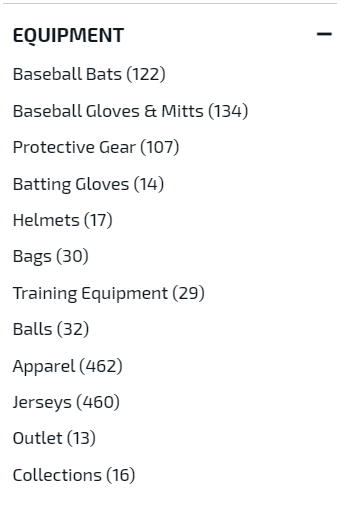 EQUIPMENT
Baseball Bats (122)
Baseball Gloves & Mitts (134)
Protective Gear (107)
Batting Gloves (14)
Helmets (17)
Bags (30)
Training Equipment (29)
Balls (32)
Apparel (462)
Jerseys (460)
Outlet (13)
Collections (16)